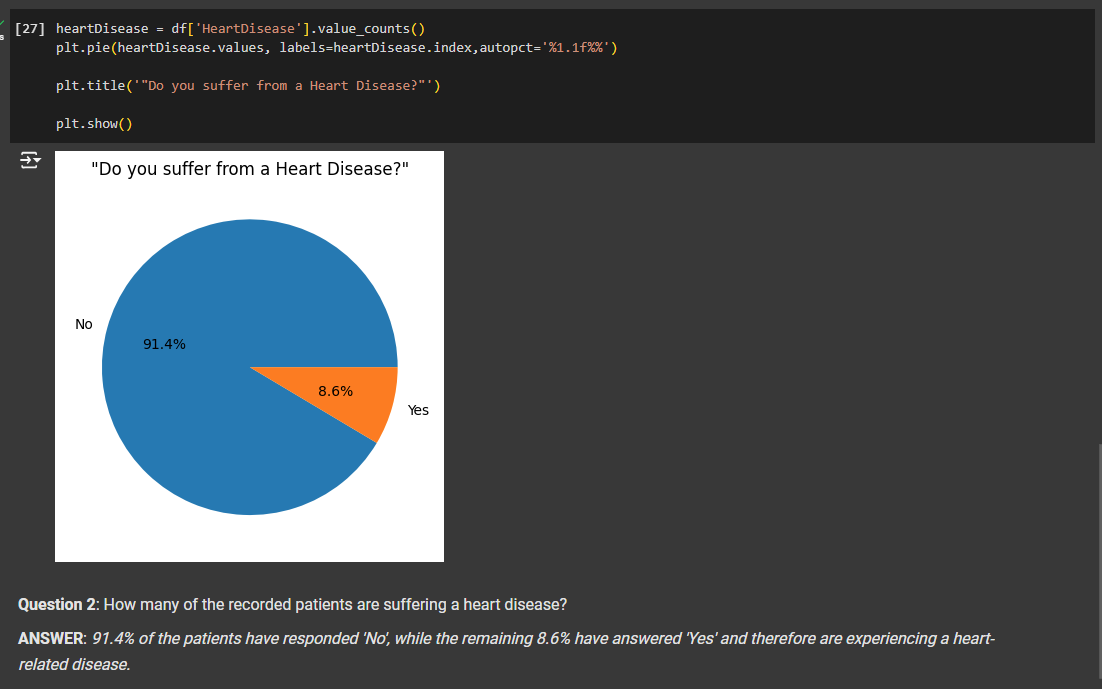 [27] heartDisease = df['HeartDisease'].value_counts()
plt.pie(heartDisease.values, labels=heartDisease.index,autopct='%1.1f%%')
plt.title('"Do you suffer from a Heart Disease?"')
plt.show()
"Do you suffer from a Heart Disease?"
No
91.4%
8.6%
Yes
Question 2: How many of the recorded patients are suffering a heart disease?
ANSWER: 91.4% of the patients have responded 'No', while the remaining 8.6% have answered 'Yes' and therefore are experiencing a heart-
related disease.